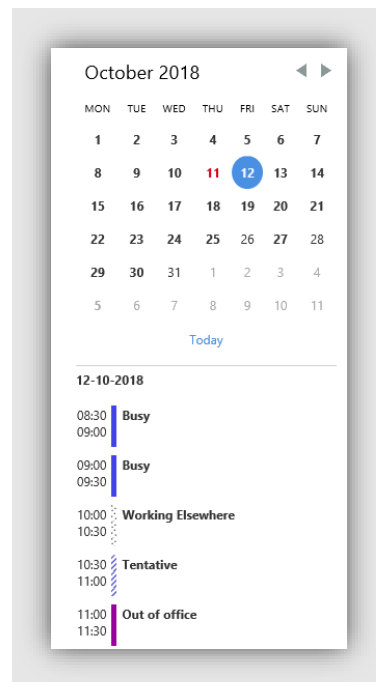 October 2018
MON TUE WED THU FRI SAT SUN
1 2 3 4 5 6 7
8 9 10 11 12 13 14
15 16 17 18 19 20 21
22 23 24 25 26 27 28
29 30 31 1 2 3 4
5 6 7 8 9 10 11
Today
12-10-2018
08:30 Busy
09:00
09:00 Busy
09:30
10:00 Working Elsewhere
10:30
10:30 Tentative
11:00
11:00 Out of office
11:30